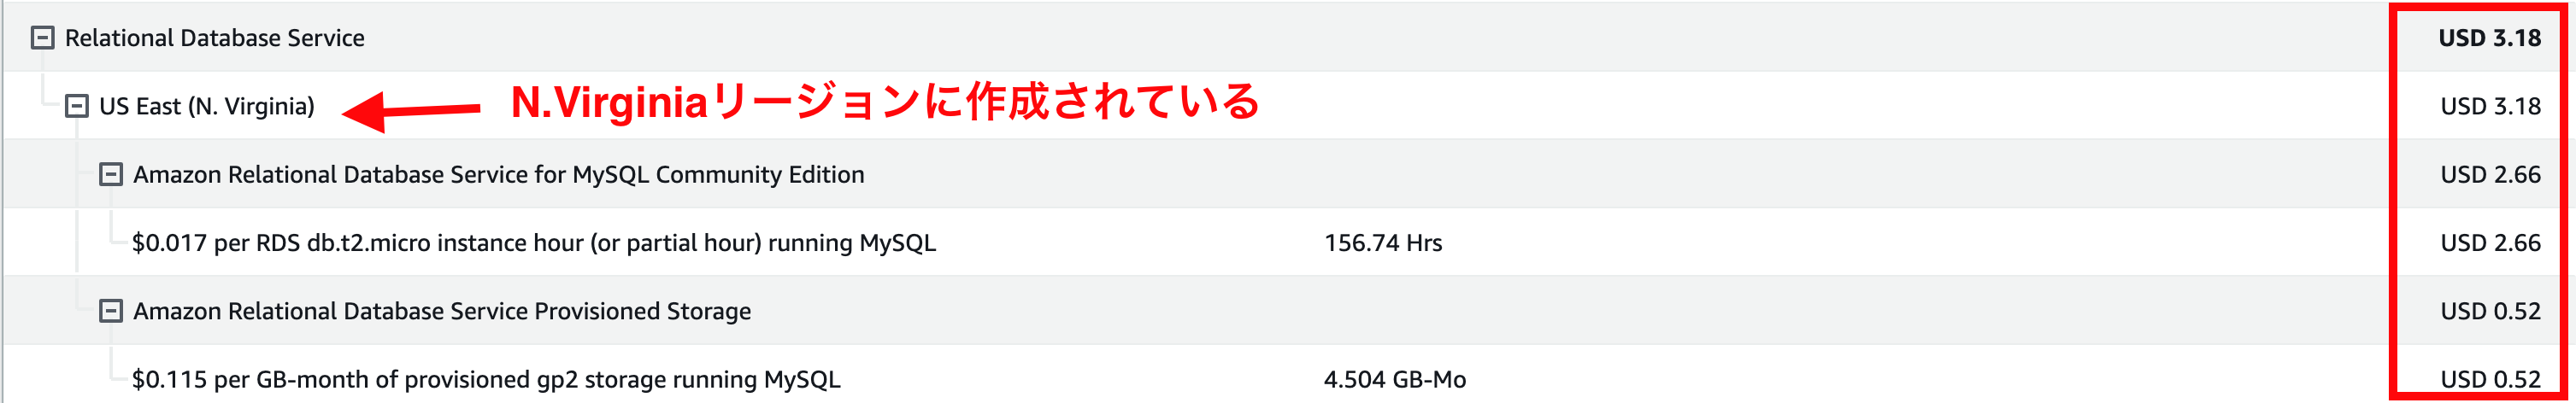 Relational Database Service USD 3.18
US East (N. Virginia) N.Virginiaリージョンに作成されている USD 3.18
Amazon Relational Database Service for MySQL Community Edition USD 2.66
$0.017 per RDS db.t2.micro instance hour (or partial hour) running MySQL 156.74 Hrs USD 2.66
Amazon Relational Database Service Provisioned Storage USD 0.52
$0.115 per GB-month of provisioned gp2 storage running MySQL 4.504 GB-Mo USD 0.52